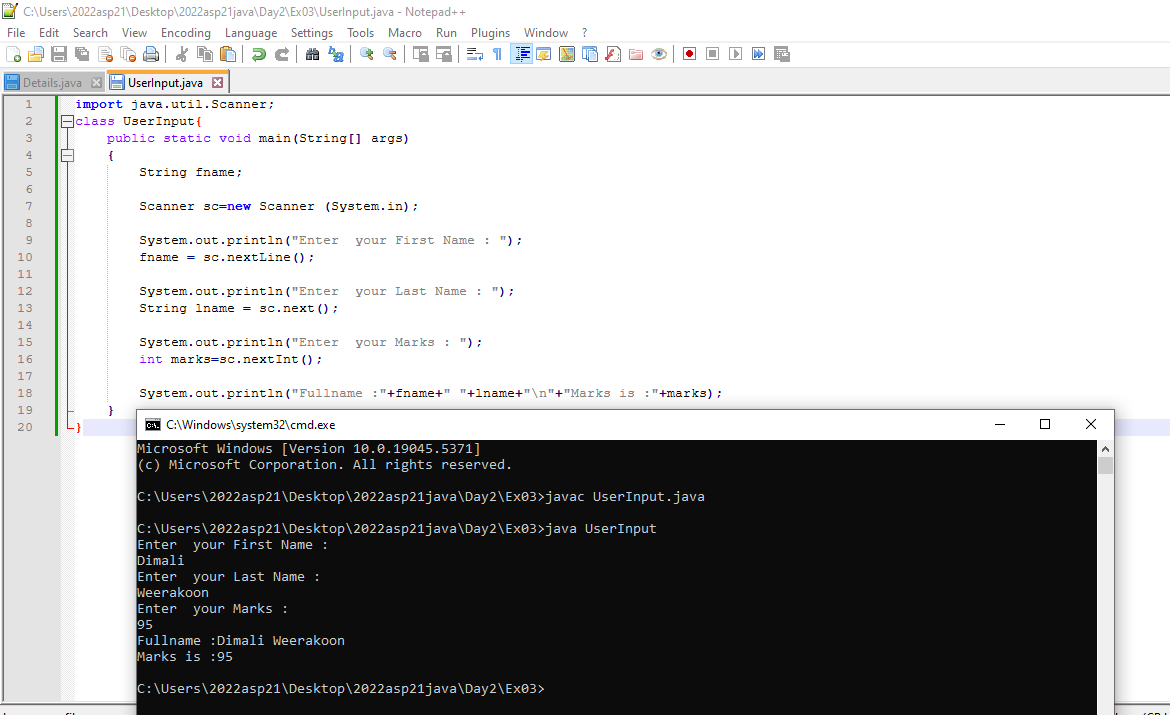 C:\Users\2022asp21\Desktop\2022asp21java\Day2\Ex03\UserInput.java - Notepad++
File Edit Search View Encoding Language Settings Tools Macro Run Plugins Window ?
Details.java UserInput.java
1 import java.util.Scanner;
2 class UserInput{
3 public static void main(String[] args)
4 {
5 String fname;
6
7 Scanner sc=new Scanner (System.in);
8
9 System.out.println("Enter  your First Name : ");
10 fname = sc.nextLine();
11
12 System.out.println("Enter  your Last Name : ");
13 String lname = sc.next();
14
15 System.out.println("Enter  your Marks : ");
16 int marks=sc.nextInt();
17
18 System.out.println("Fullname :"+fname+" "+lname+"\n"+"Marks is :"+marks);
19 }
20 }
C:\Windows\system32\cmd.exe
Microsoft Windows [Version 10.0.19045.5371]
(c) Microsoft Corporation. All rights reserved.
C:\Users\2022asp21\Desktop\2022asp21java\Day2\Ex03>javac UserInput.java
C:\Users\2022asp21\Desktop\2022asp21java\Day2\Ex03>java UserInput
Enter  your First Name :
Dimali
Enter  your Last Name :
Weerakoon
Enter  your Marks :
95
Fullname :Dimali Weerakoon
Marks is :95
C:\Users\2022asp21\Desktop\2022asp21java\Day2\Ex03>